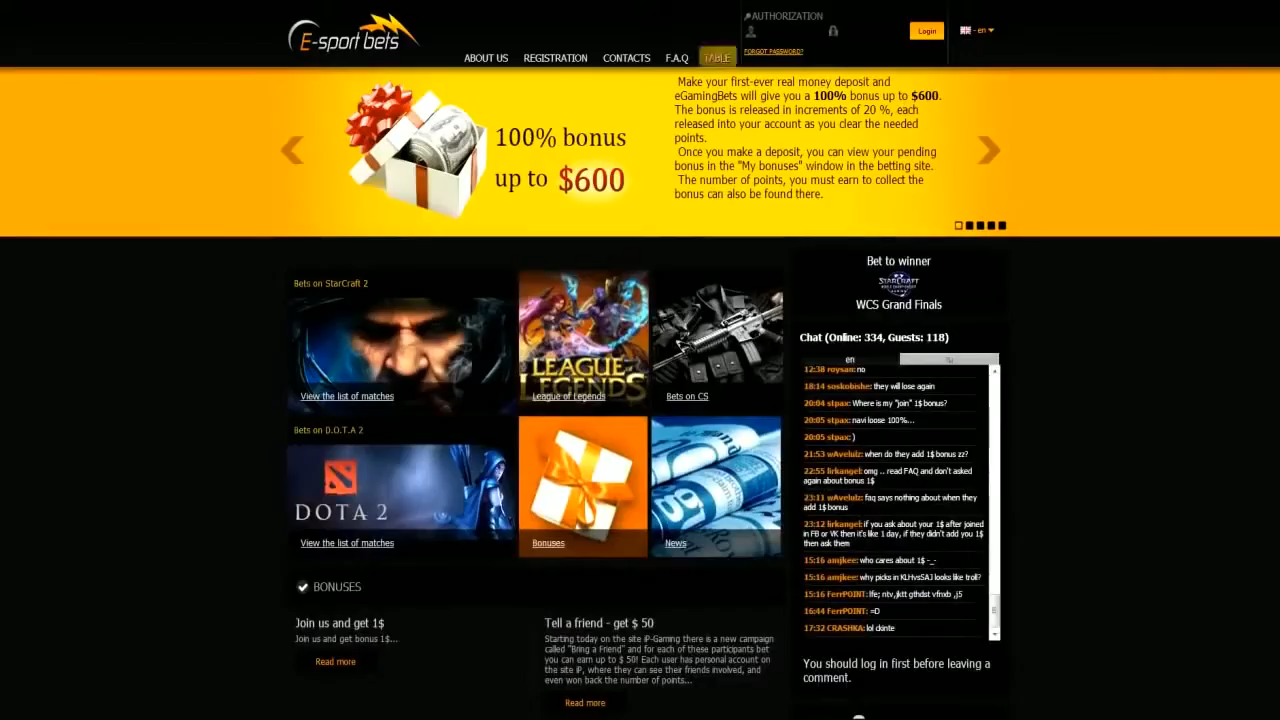 E-sport bets
ABOUT US
REGISTRATION
CONTACTS
F.A.Q
TABLE
AUTHORIZATION
FORGOT PASSWORD?
Login
- en
100% bonus
up to $600
Make your first-ever real money deposit and
eGamingBets will give you a 100% bonus up to $600.
The bonus is released in increments of 20 %, each
released into your account as you clear the needed
points.
Once you make a deposit, you can view your pending
bonus in the "My bonuses" window in the betting site.
The number of points, you must earn to collect the
bonus can also be found there.
Bets on StarCraft 2
View the list of matches
LEAGUE OF
LEGENDS
League of Legends
Bets on CS
Bets on D.O.T.A 2
DOTA 2
View the list of matches
Bonuses
News
BONUSES
Join us and get 1$
Join us and get bonus 1$...
Read more
Tell a friend - get $ 50
Starting today on the site iP-Gaming there is a new campaign
called "Bring a Friend" and for each of these participants bet
you can earn up to $ 50! Each user has personal account on
the site iP, where they can see their friends involved, and
even won back the number of points...
Read more
Bet to winner
STARCRAFT
WCS Grand Finals
Chat (Online: 334, Guests: 118)
en
12:38 roysan: no
18:14 soskobishe: they will lose again
20:04 stpax: Where is my "join" 1$ bonus?
20:05 stpax: navi loose 100%...
20:05 stpax: )
21:53 wAvelulz: when do they add 1$ bonus zz?
22:55 lirkangel: omg .. read FAQ and don't asked
again about bonus 1$
23:11 wAvelulz: faq says nothing about when they
add 1$ bonus
23:12 lirkangel: if you ask about your 1$ after joined
in FB or VK then it's like 1 day, if they didn't add you 1$
then ask them
15:16 amjkee: who cares about 1$ -_-
15:16 amjkee: why picks in KLHvsSAJ looks like troll?
15:16 FerrPOINT: lfe; ntv,jktt gthdst vfnxb ,j5
16:44 FerrPOINT: =D
17:32 CRASHKA: lol ckinte
You should log in first before leaving a
comment.